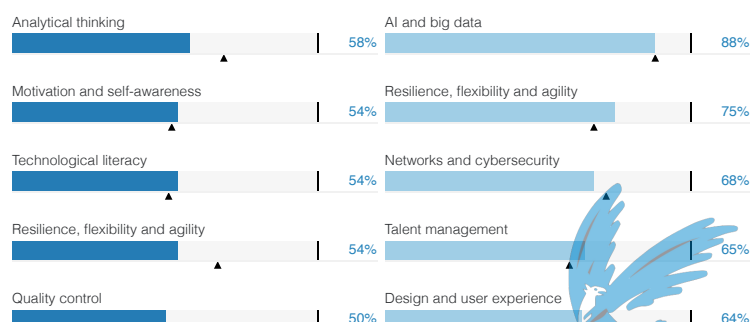 Analytical thinking
58%
Motivation and self-awareness
54%
Technological literacy
54%
Resilience, flexibility and agility
54%
Quality control
50%
AI and big data
88%
Resilience, flexibility and agility
75%
Networks and cybersecurity
68%
Talent management
65%
Design and user experience
64%